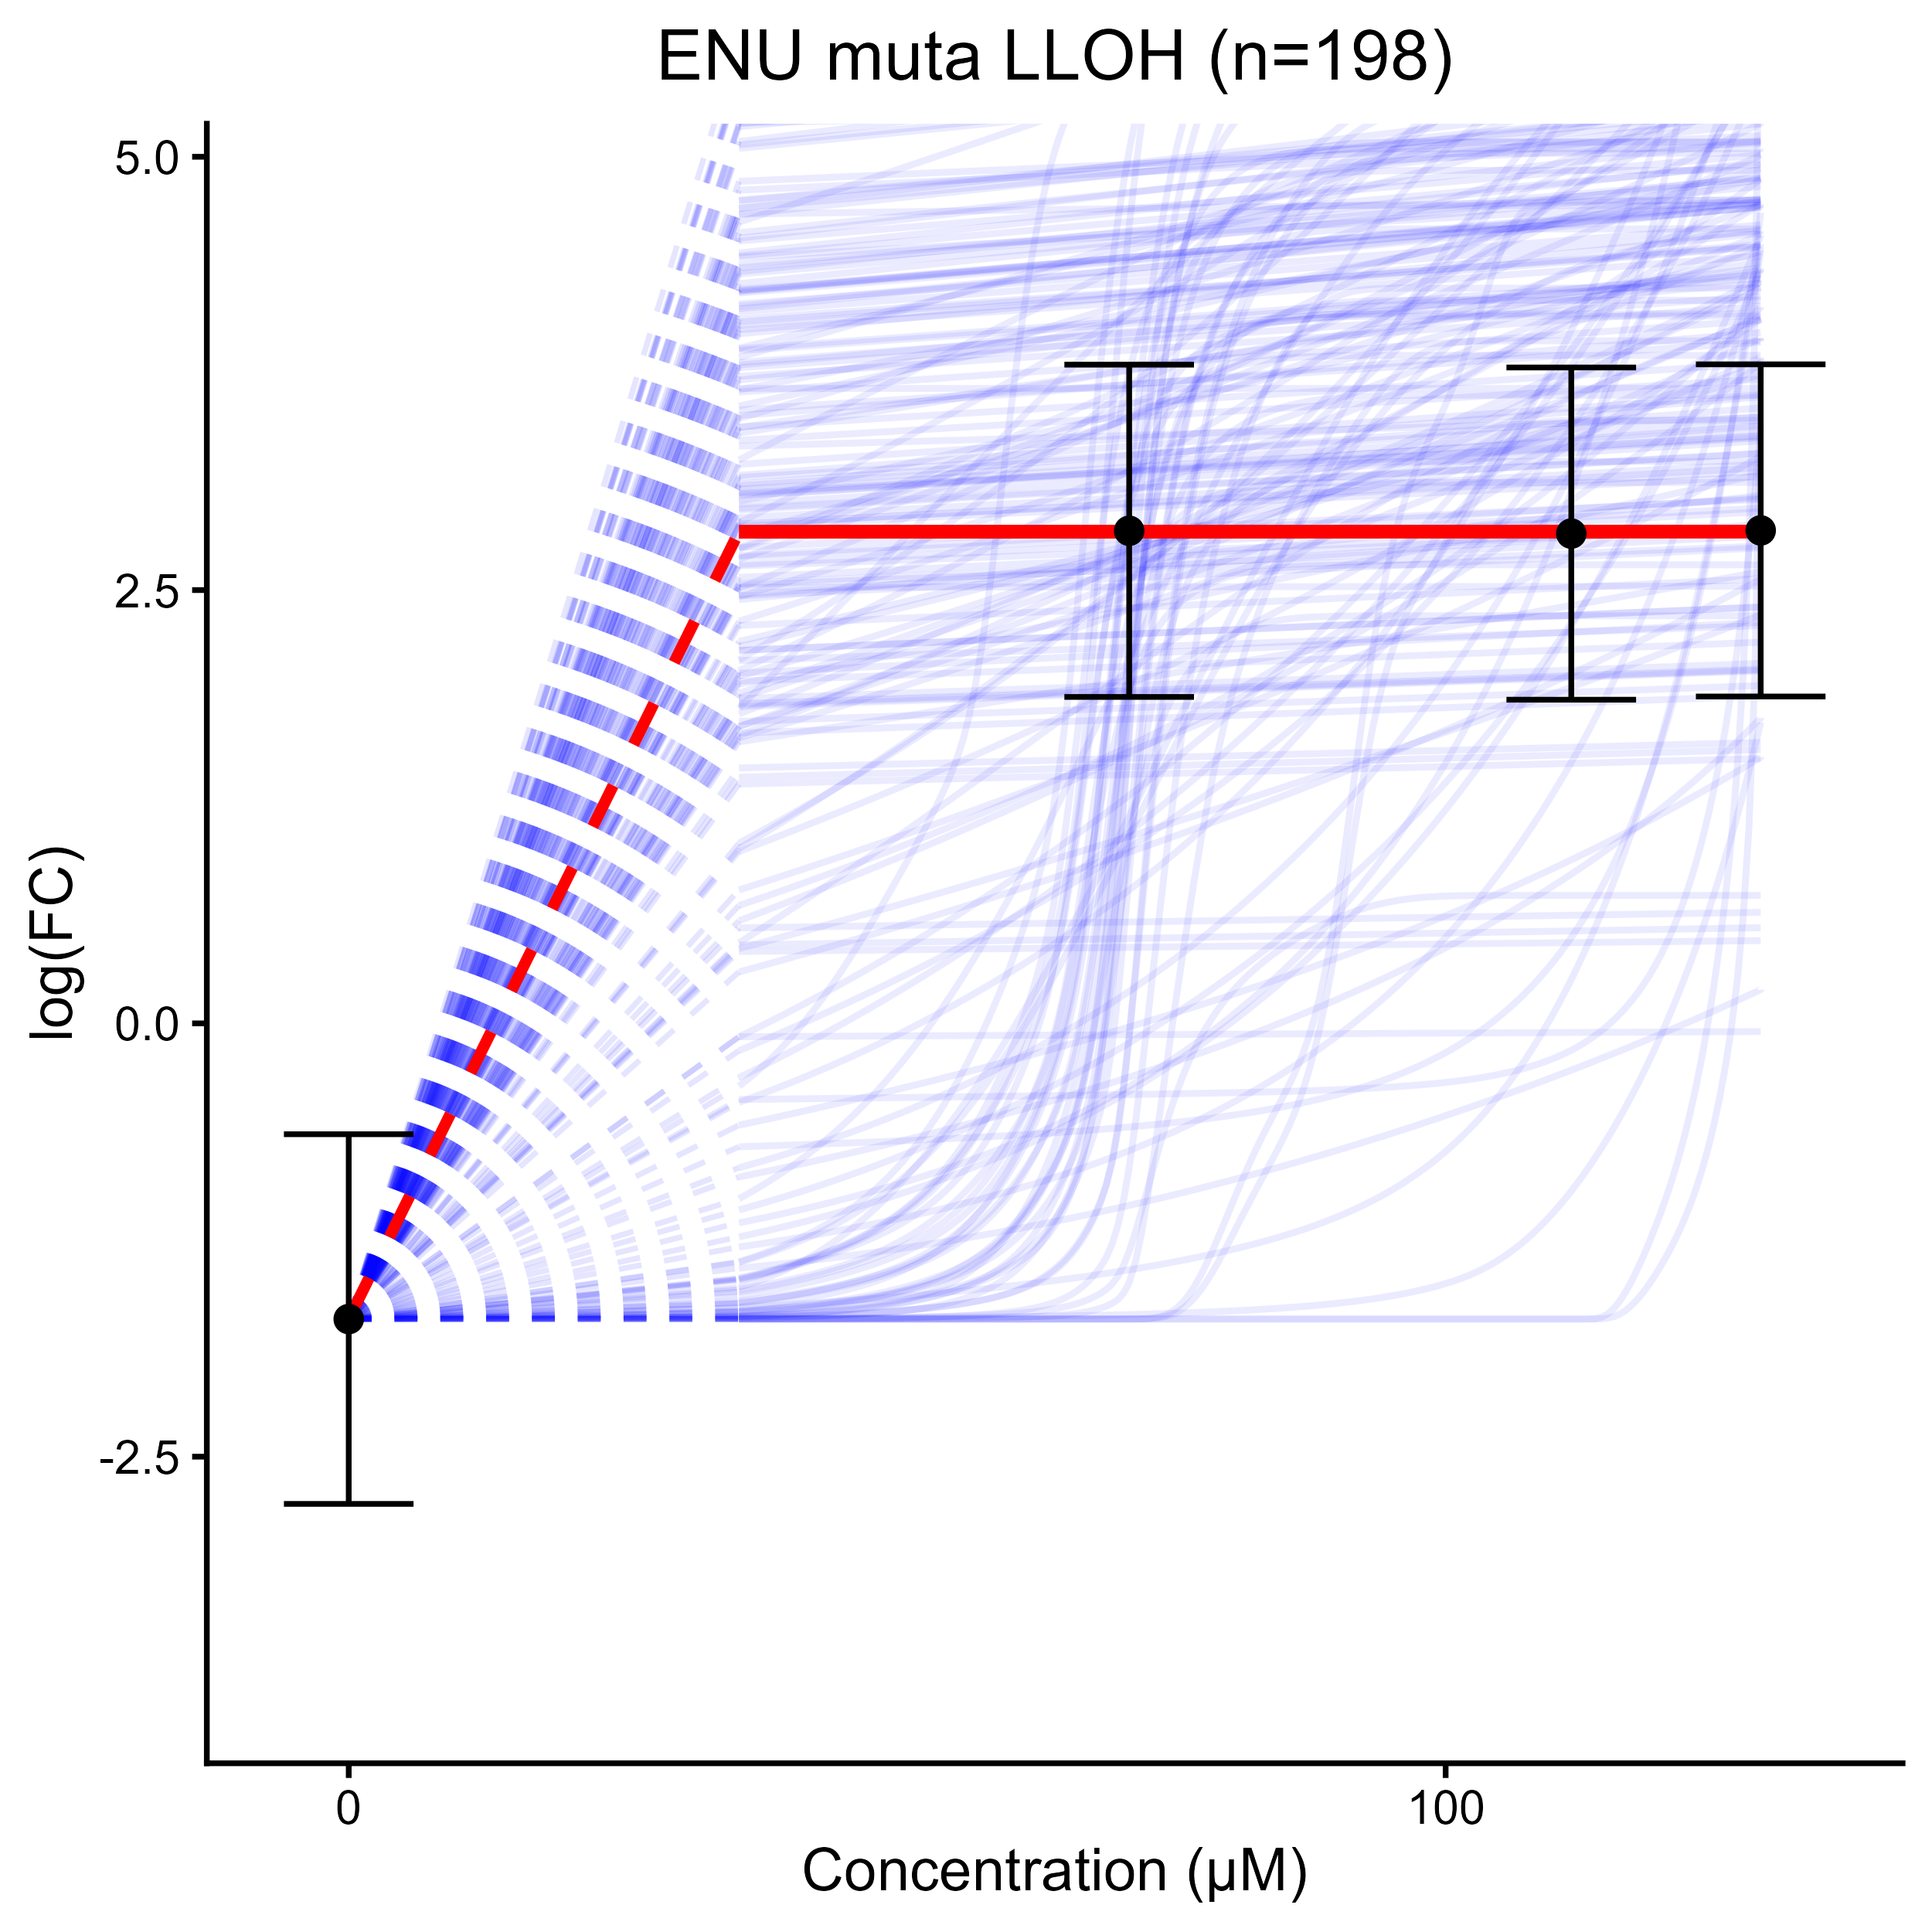 ENU muta LLOH (n=198)
5.0
2.5
0.0
-2.5
log(FC)
0
100
Concentration (µM)